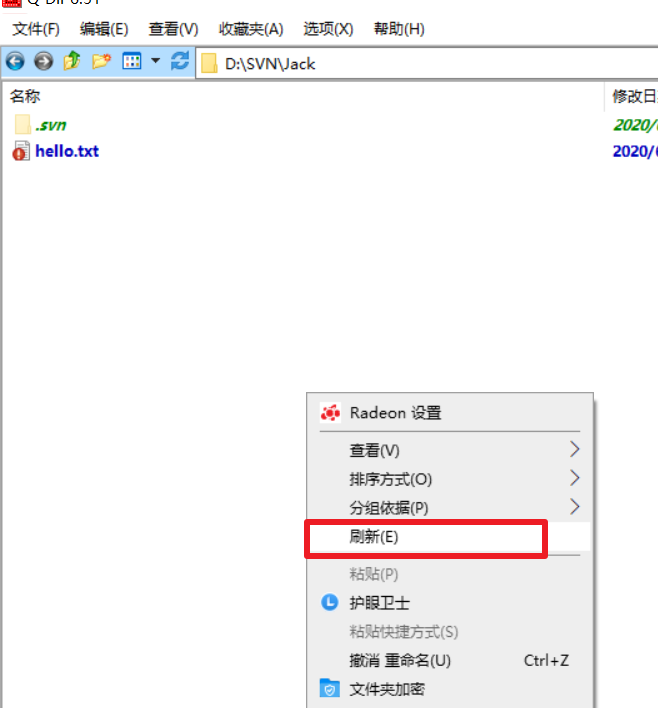 Q-Dir 6.51
文件(F) 编辑(E) 查看(V) 收藏夹(A) 选项(X) 帮助(H)
D:\SVN\Jack
名称 修改日
.svn 2020/
hello.txt 2020/
Radeon 设置
查看(V)
排序方式(O)
分组依据(P)
刷新(E)
粘贴(P)
护眼卫士
粘贴快捷方式(S)
撤消 重命名(U) Ctrl+Z
文件夹加密